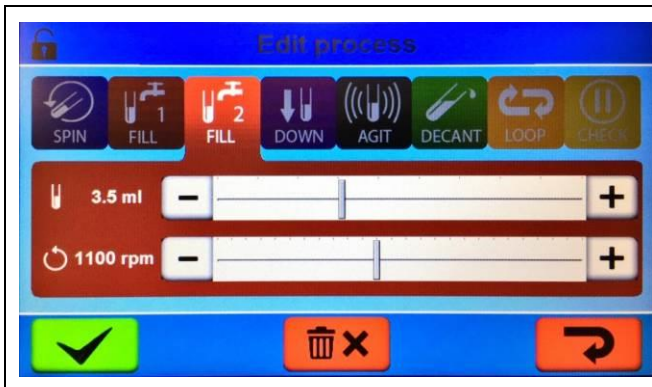 Edit process
SPIN
1
FILL
2
FILL
DOWN
AGIT
DECANT
LOOP
CHECK
3.5 ml
1100 rpm